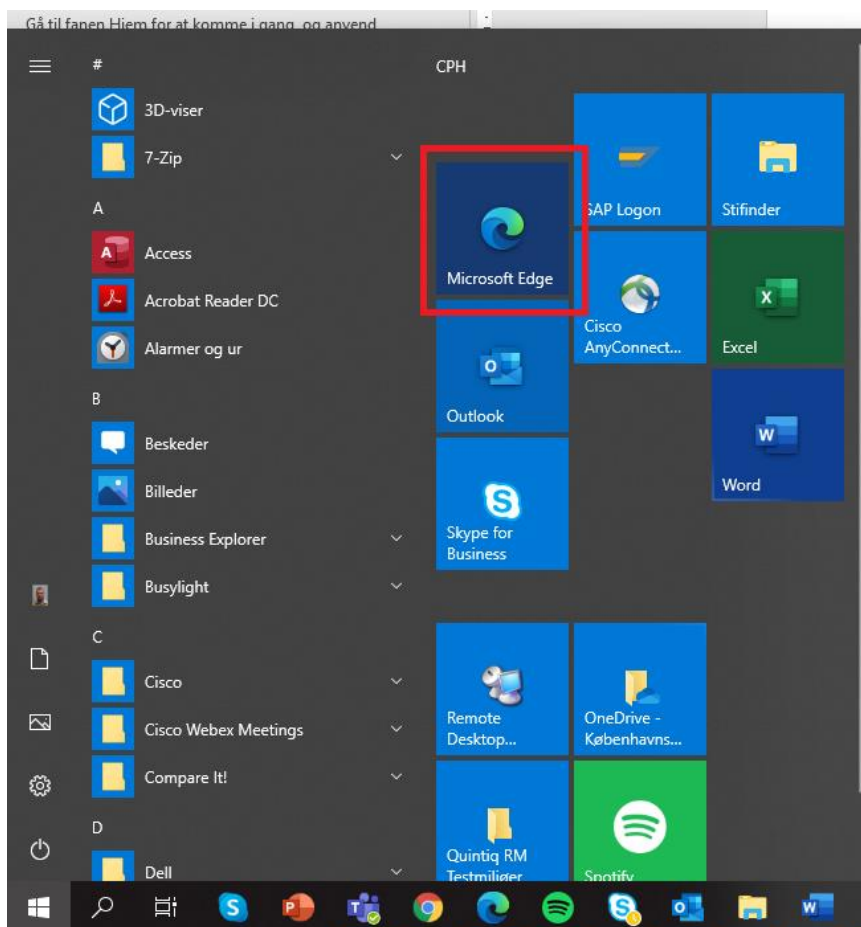 Gå til fanen Hjem for at komme i gang, og anvend
#
3D-viser
7-Zip
A
Access
Acrobat Reader DC
Alarmer og ur
B
Beskeder
Billeder
Business Explorer
Busylight
C
Cisco
Cisco Webex Meetings
Compare It!
D
Dell
CPH
Microsoft Edge
SAP Logon
Stifinder
Outlook
Cisco
AnyConnect...
Excel
Skype for
Business
Word
Remote
Desktop...
OneDrive -
Københavns...
Quintiq RM
Testmiljøer
Spotify